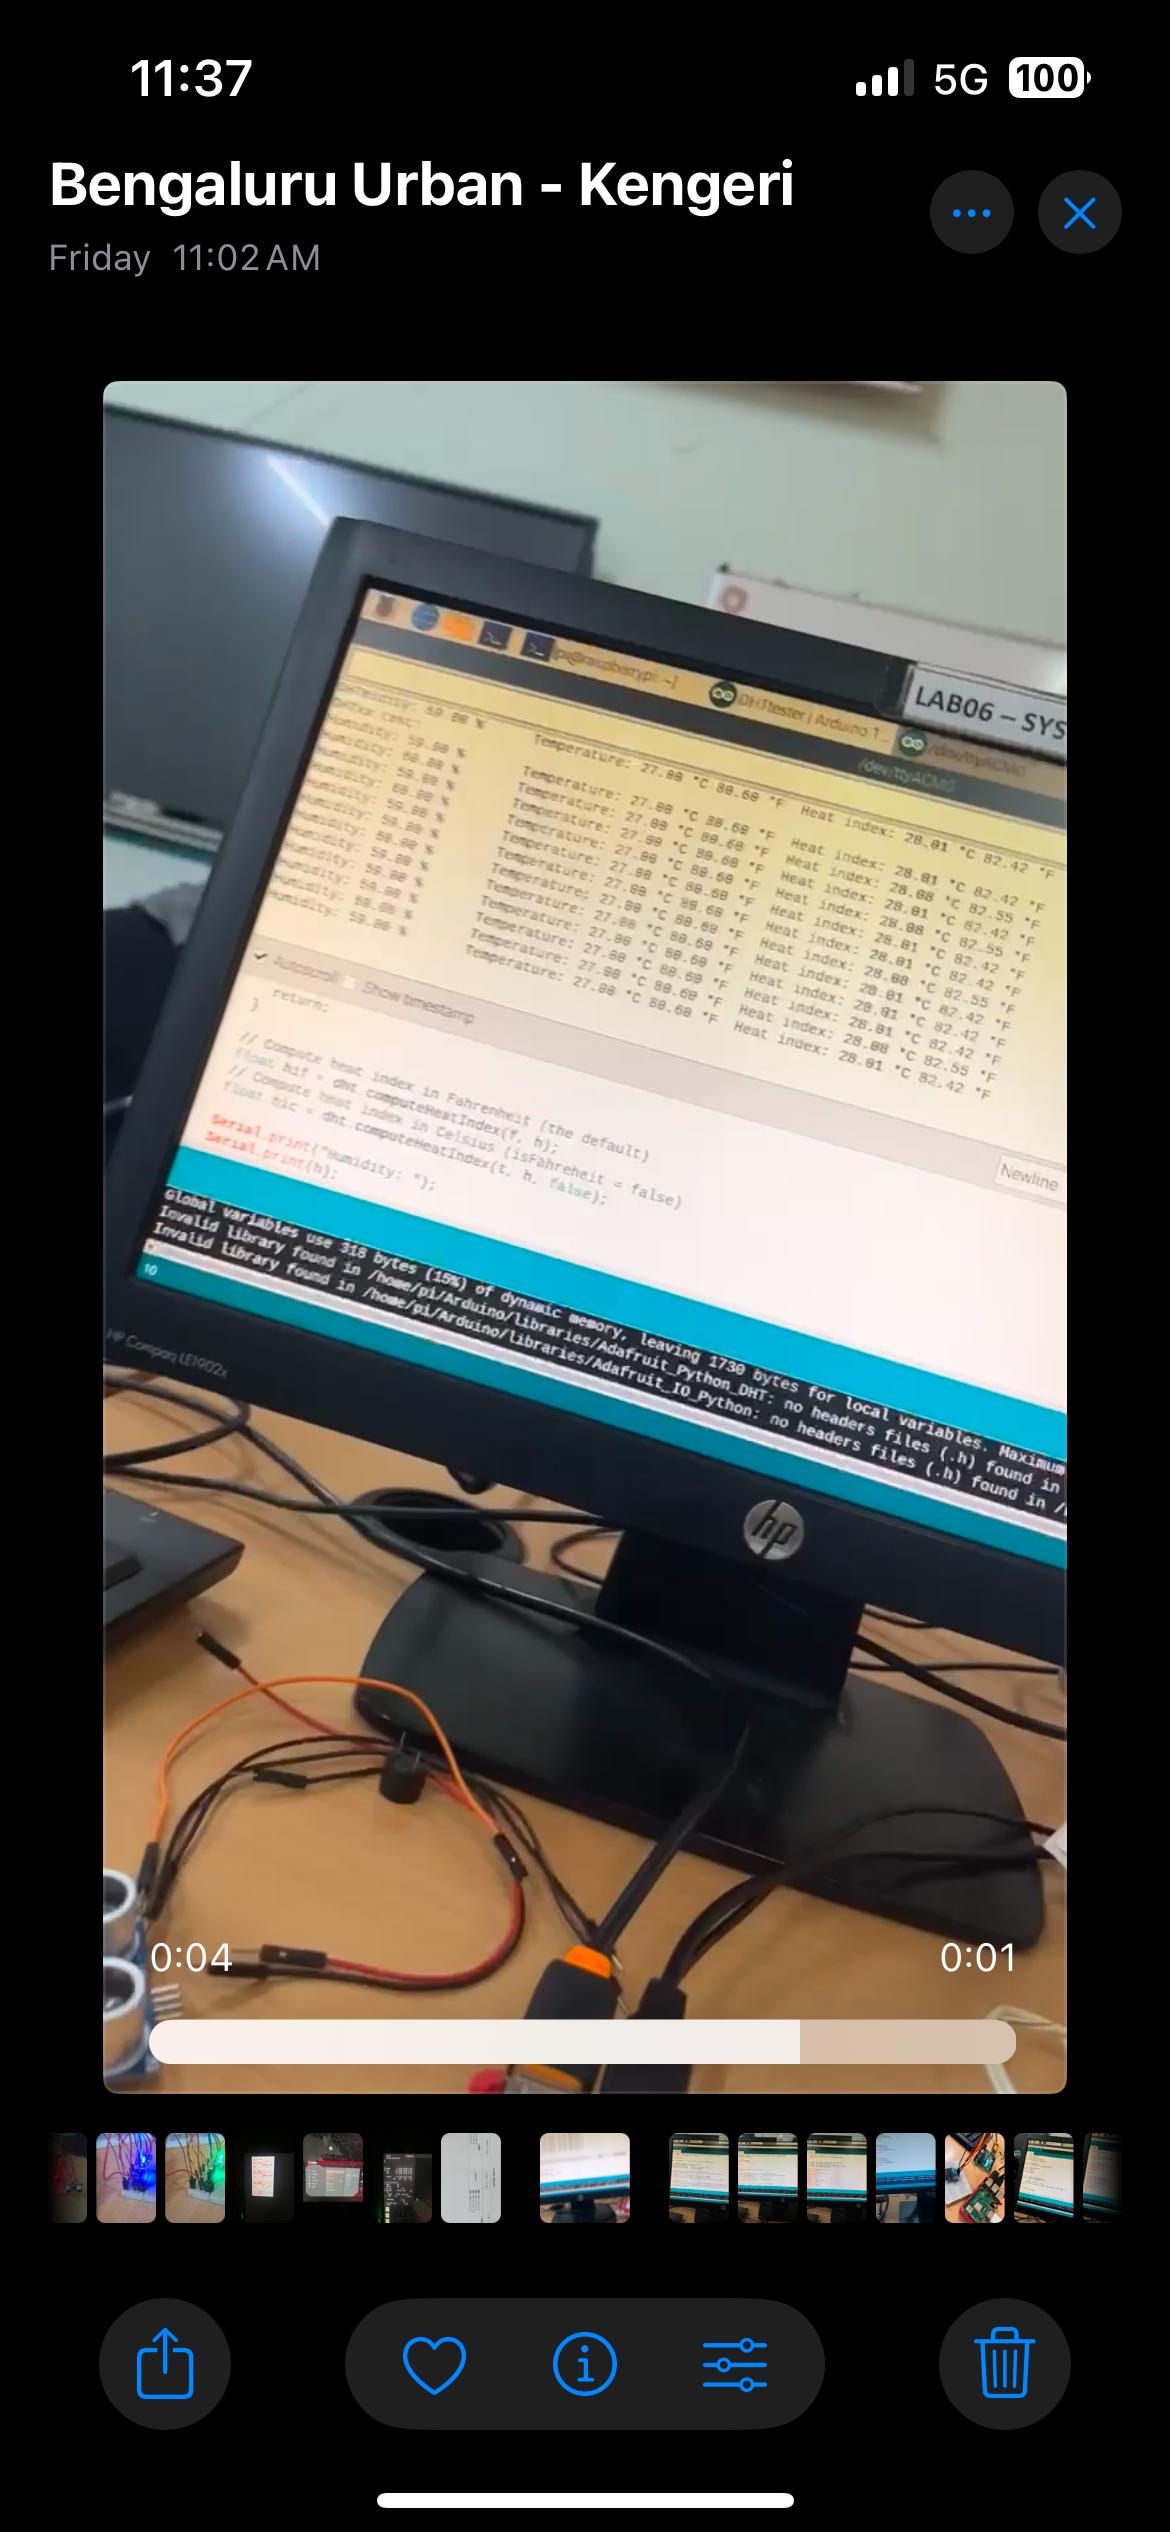 11:37
5G 100
Bengaluru Urban - Kengeri
Friday 11:02 AM
pi@raspberrypi: ~]
DHTtester | Arduino 1...
/dev/ttyACM0
LAB06 – SYS
/dev/ttyACM0
Temperature: 27.00 °C 80.60 °F Heat index: 28.01 °C 82.42 °F
Humidity: 59.00 % Temperature: 27.00 °C 80.60 °F Heat index: 28.01 °C 82.42 °F
Humidity: 60.00 % Temperature: 27.00 °C 80.60 °F Heat index: 28.08 °C 82.55 °F
Humidity: 59.00 % Temperature: 27.00 °C 80.60 °F Heat index: 28.01 °C 82.42 °F
Humidity: 60.00 % Temperature: 27.00 °C 80.60 °F Heat index: 28.08 °C 82.55 °F
Humidity: 59.00 % Temperature: 27.00 °C 80.60 °F Heat index: 28.01 °C 82.42 °F
Humidity: 59.00 % Temperature: 27.00 °C 80.60 °F Heat index: 28.01 °C 82.42 °F
Humidity: 60.00 % Temperature: 27.00 °C 80.60 °F Heat index: 28.08 °C 82.55 °F
Humidity: 59.00 % Temperature: 27.00 °C 80.60 °F Heat index: 28.01 °C 82.42 °F
Humidity: 59.00 % Temperature: 27.00 °C 80.60 °F Heat index: 28.01 °C 82.42 °F
Humidity: 60.00 % Temperature: 27.00 °C 80.60 °F Heat index: 28.08 °C 82.55 °F
Humidity: 59.00 % Temperature: 27.00 °C 80.60 °F Heat index: 28.01 °C 82.42 °F
Autoscroll Show timestamp
Newline
return;
}
// Compute heat index in Fahrenheit (the default)
float hif = dht.computeHeatIndex(f, h);
// Compute heat index in Celsius (isFahreheit = false)
float hic = dht.computeHeatIndex(t, h, false);
Serial.print("Humidity: ");
Serial.print(h);
Global variables use 318 bytes (15%) of dynamic memory, leaving 1730 bytes for local variables. Maximum
Invalid library found in /home/pi/Arduino/libraries/Adafruit_Python_DHT: no headers files (.h) found in
Invalid library found in /home/pi/Arduino/libraries/Adafruit_IO_Python: no headers files (.h) found in /
10
HP Compaq LE1902x
hp
0:04
0:01